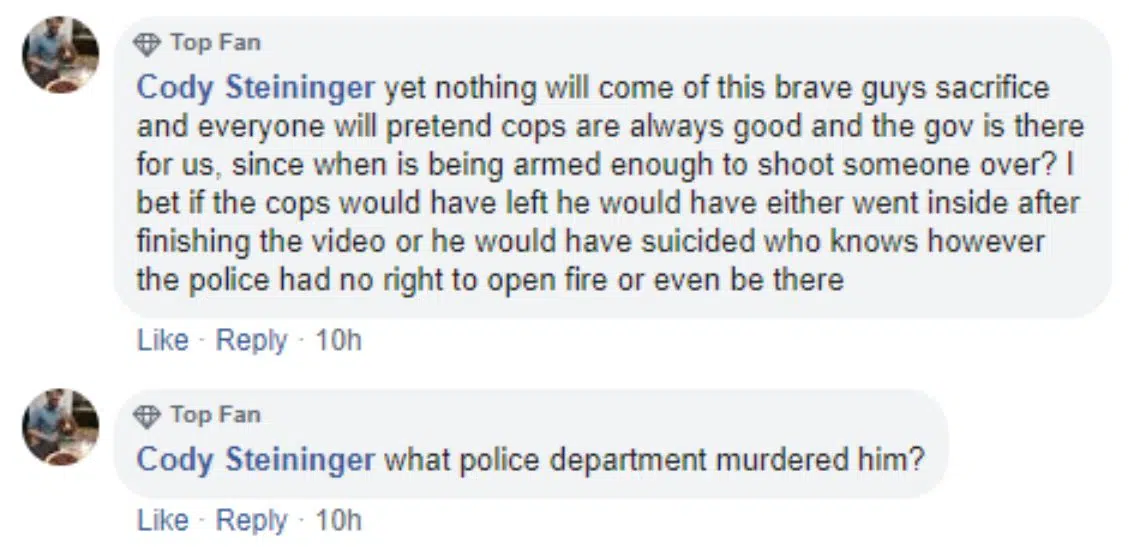 Top Fan
Cody Steininger yet nothing will come of this brave guys sacrifice
and everyone will pretend cops are always good and the gov is there
for us, since when is being armed enough to shoot someone over? I
bet if the cops would have left he would have either went inside after
finishing the video or he would have suicided who knows however
the police had no right to open fire or even be there
Like · Reply · 10h
Top Fan
Cody Steininger what police department murdered him?
Like · Reply · 10h